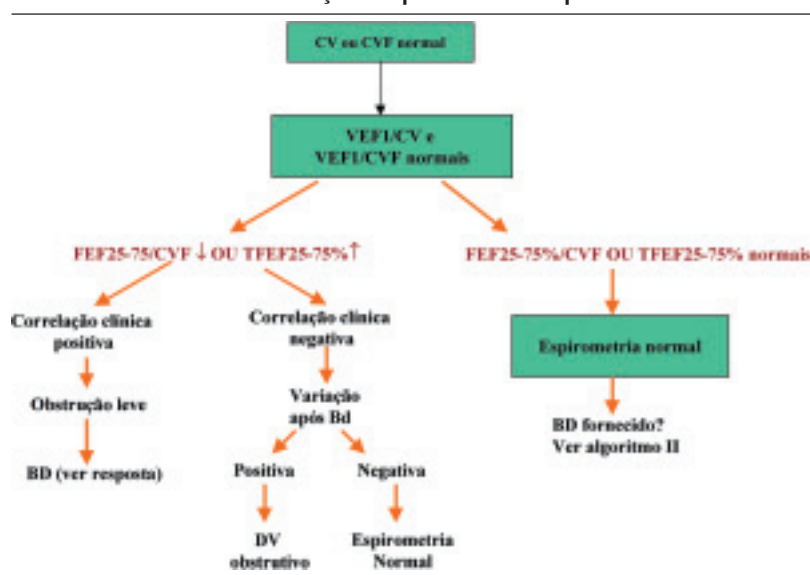 CV ou CVF normal
VEF1/CV e
VEF1/CVF normais
FEF25-75/CVF ↓ OU TFEF25-75%↑
FEF25-75%/CVF OU TFEF25-75% normais
Correlação clínica
positiva
Correlação clínica
negativa
Espirometria normal
Obstrução leve
Variação
após Bd
BD fornecido?
Ver algoritmo II
BD (ver resposta)
Positiva
Negativa
DV
obstrutivo
Espirometria
Normal